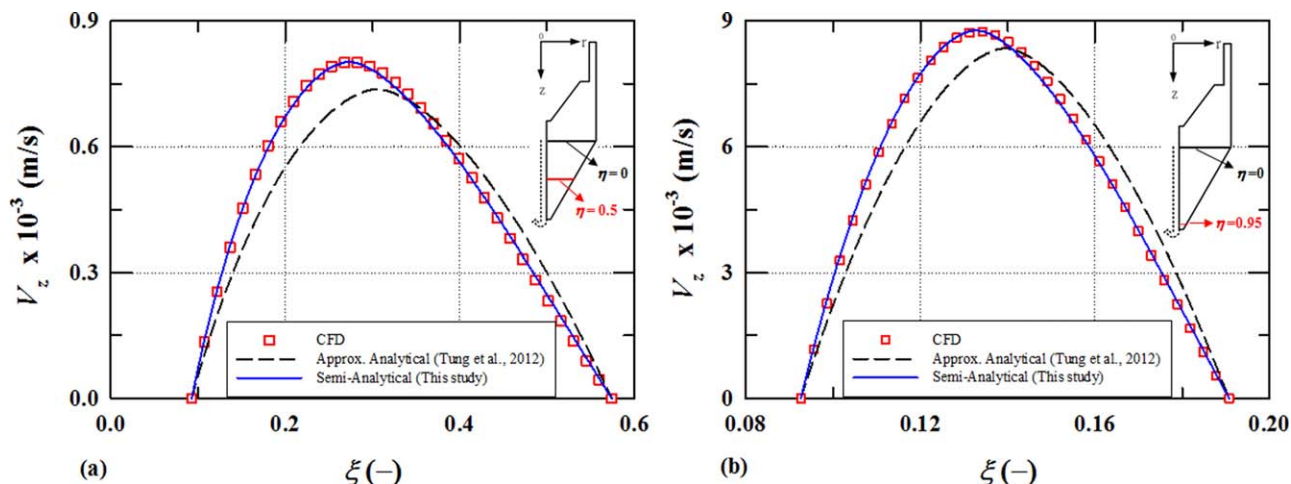 0.9
0.6
0.3
0.0
0.0
0.2
0.4
0.6
V_z x 10⁻³ (m/s)
ξ (–)
(a)
0
r
z
η=0
η=0.5
CFD
Approx. Analytical (Tung et al., 2012)
Semi-Analytical (This study)
9
6
3
0
0.08
0.12
0.16
0.20
V_z x 10⁻³ (m/s)
ξ (–)
(b)
0
r
z
η=0
η=0.95
CFD
Approx. Analytical (Tung et al., 2012)
Semi-Analytical (This study)